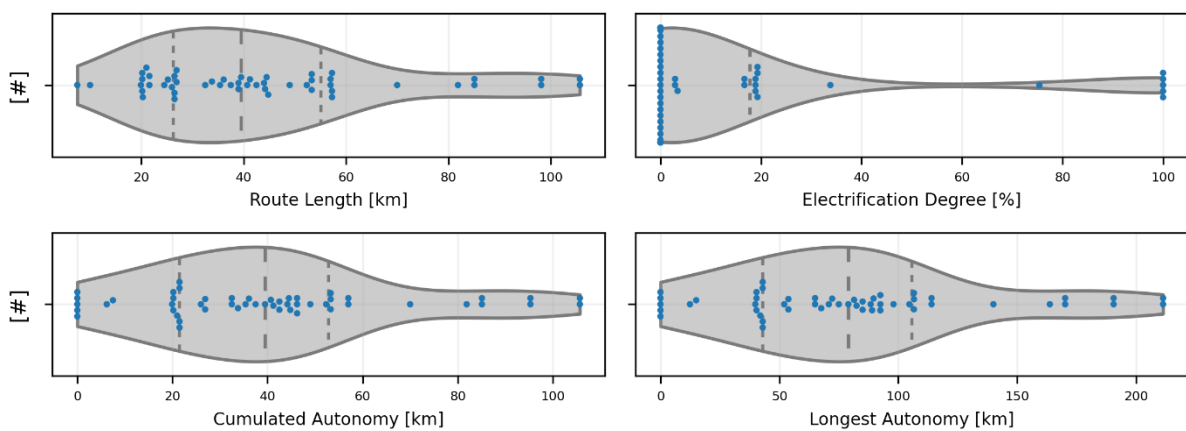 [#]
20 40 60 80 100
Route Length [km]
0 20 40 60 80 100
Electrification Degree [%]
[#]
0 20 40 60 80 100
Cumulated Autonomy [km]
0 50 100 150 200
Longest Autonomy [km]